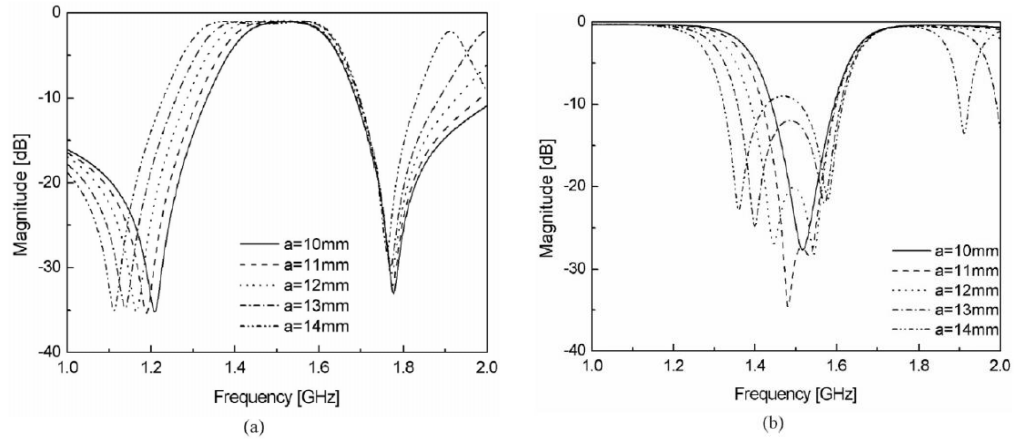 0
-10
-20
-30
-40
Magnitude [dB]
a=10mm
a=11mm
a=12mm
a=13mm
a=14mm
1.0 1.2 1.4 1.6 1.8 2.0
Frequency [GHz]
(a)
0
-10
-20
-30
-40
Magnitude [dB]
a=10mm
a=11mm
a=12mm
a=13mm
a=14mm
1.0 1.2 1.4 1.6 1.8 2.0
Frequency [GHz]
(b)